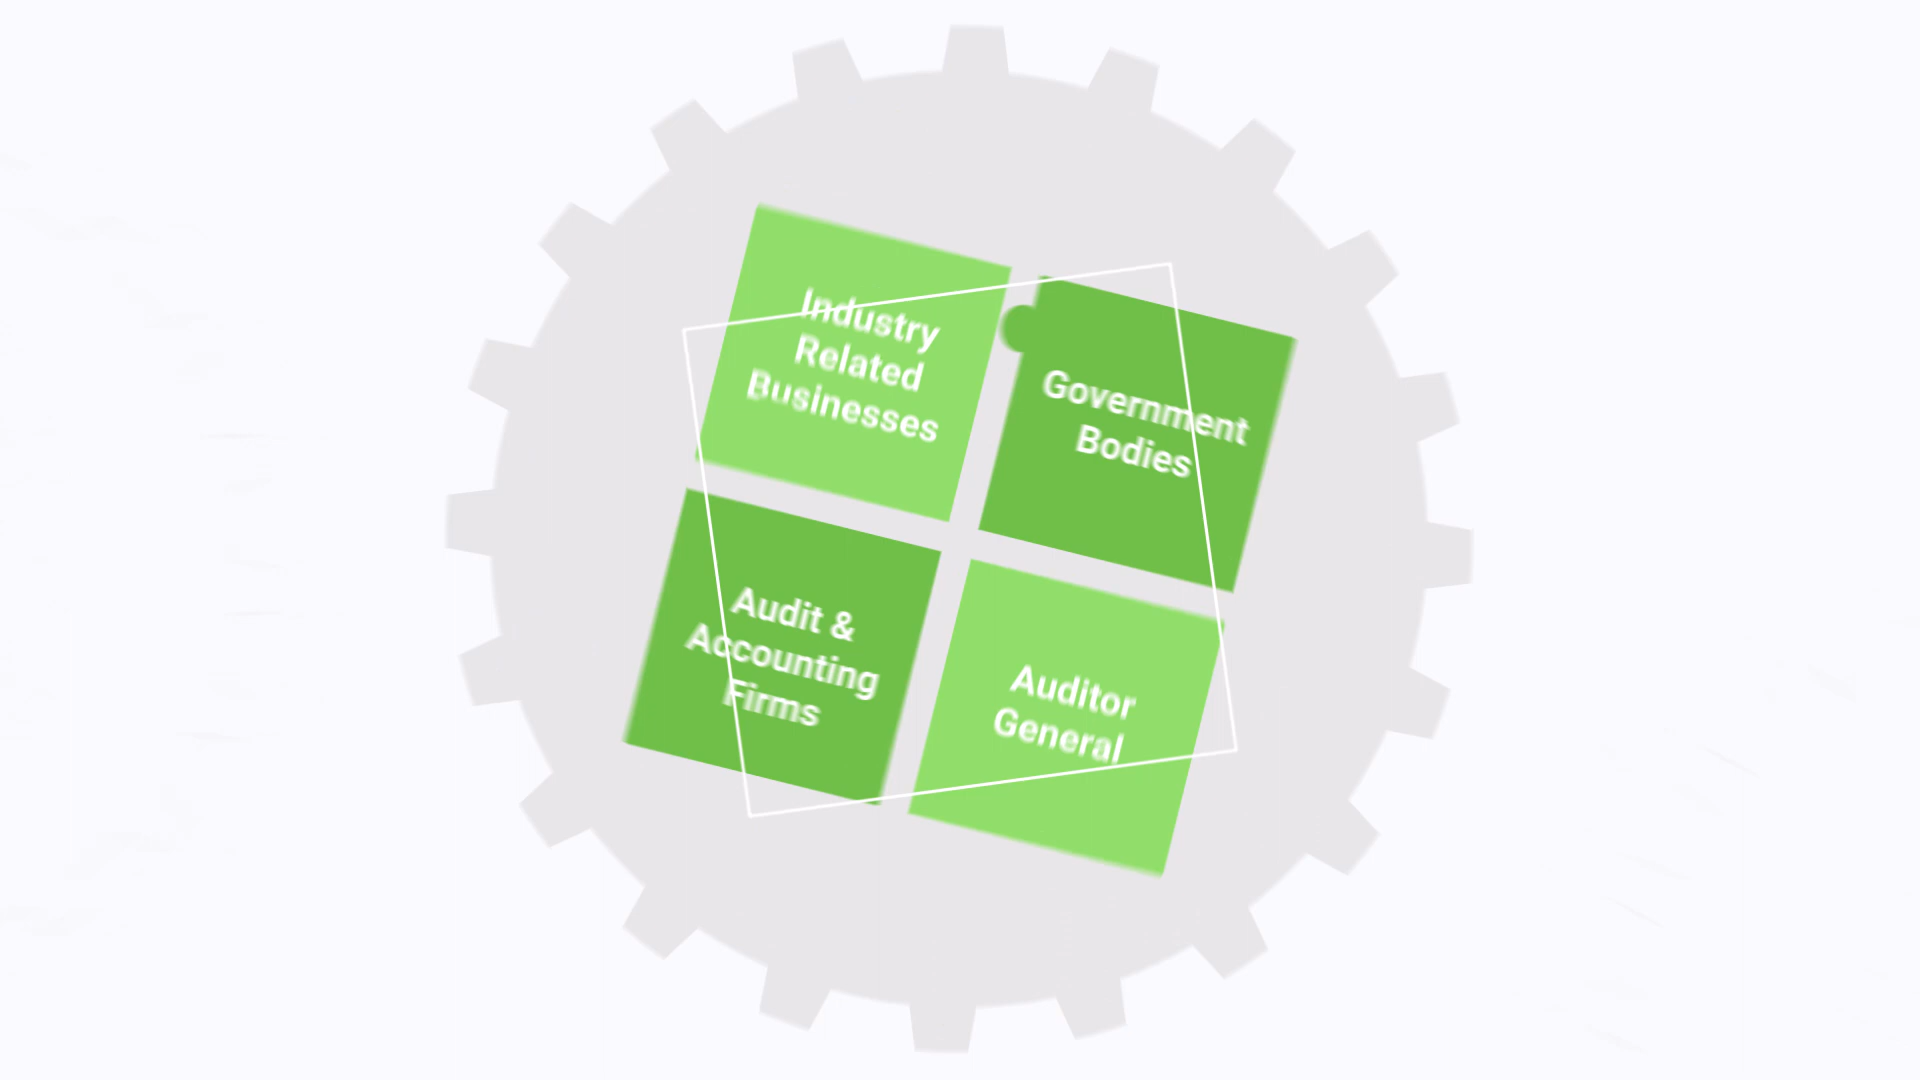 Industry
Related
Businesses
Government
Bodies
Audit &
Accounting
Firms
Auditor
General